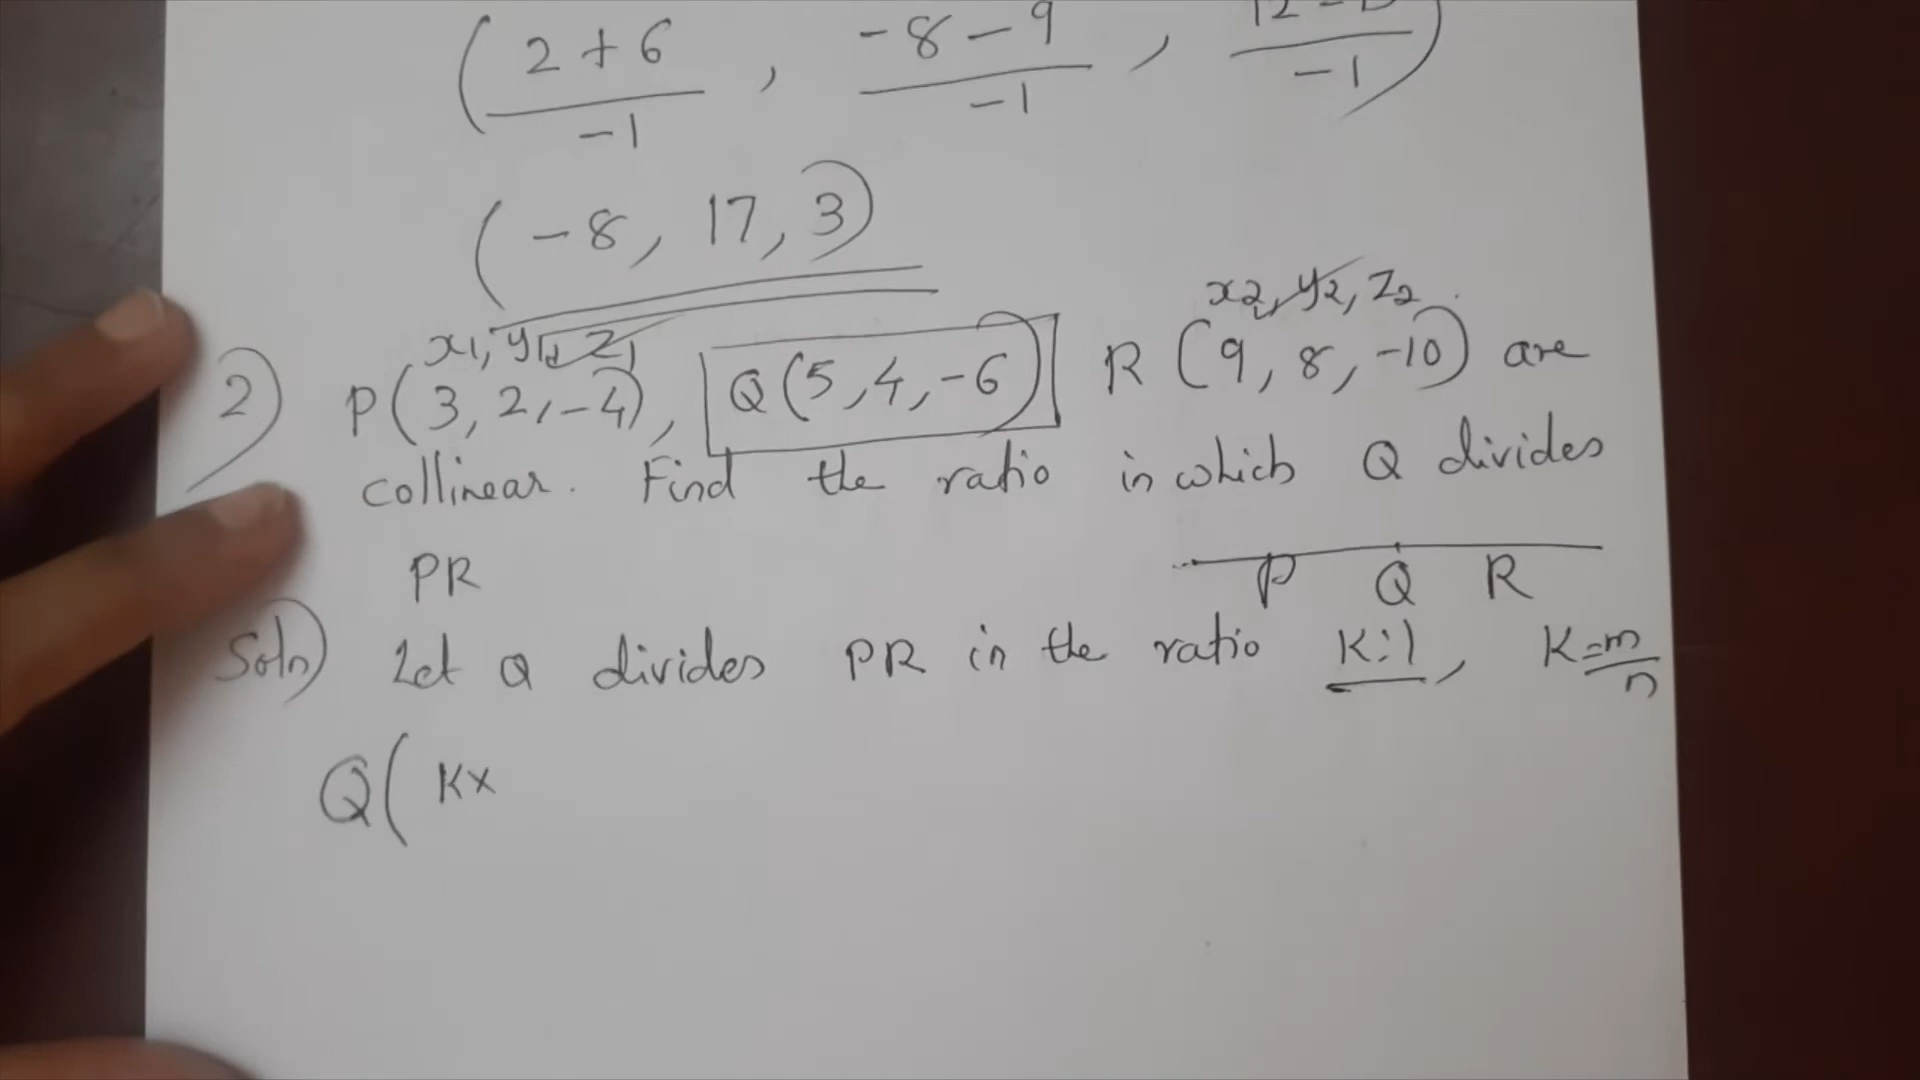 (2+6/-1, -8-9/-1, 12-/-1)
(-8, 17, 3)
x1, y1, z1 x2, y2, z2
2) P(3, 2, -4), Q(5, 4, -6) R(9, 8, -10) are
collinear. Find the ratio in which Q divides
PR
P Q R
Soln) Let Q divides PR in the ratio K:1, K=m/n
Q( Kx